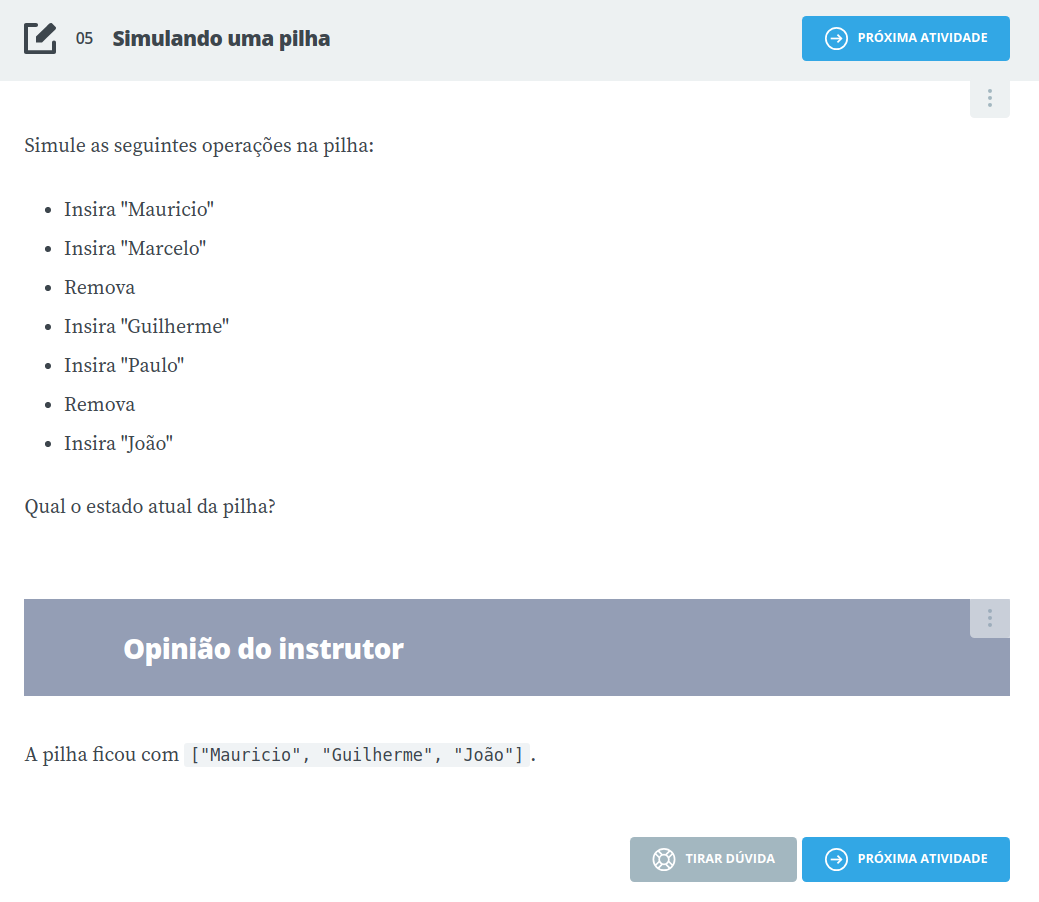 05 Simulando uma pilha
PRÓXIMA ATIVIDADE
Simule as seguintes operações na pilha:
• Insira "Mauricio"
• Insira "Marcelo"
• Remova
• Insira "Guilherme"
• Insira "Paulo"
• Remova
• Insira "João"
Qual o estado atual da pilha?
Opinião do instrutor
A pilha ficou com ["Mauricio", "Guilherme", "João"].
TIRAR DÚVIDA
PRÓXIMA ATIVIDADE